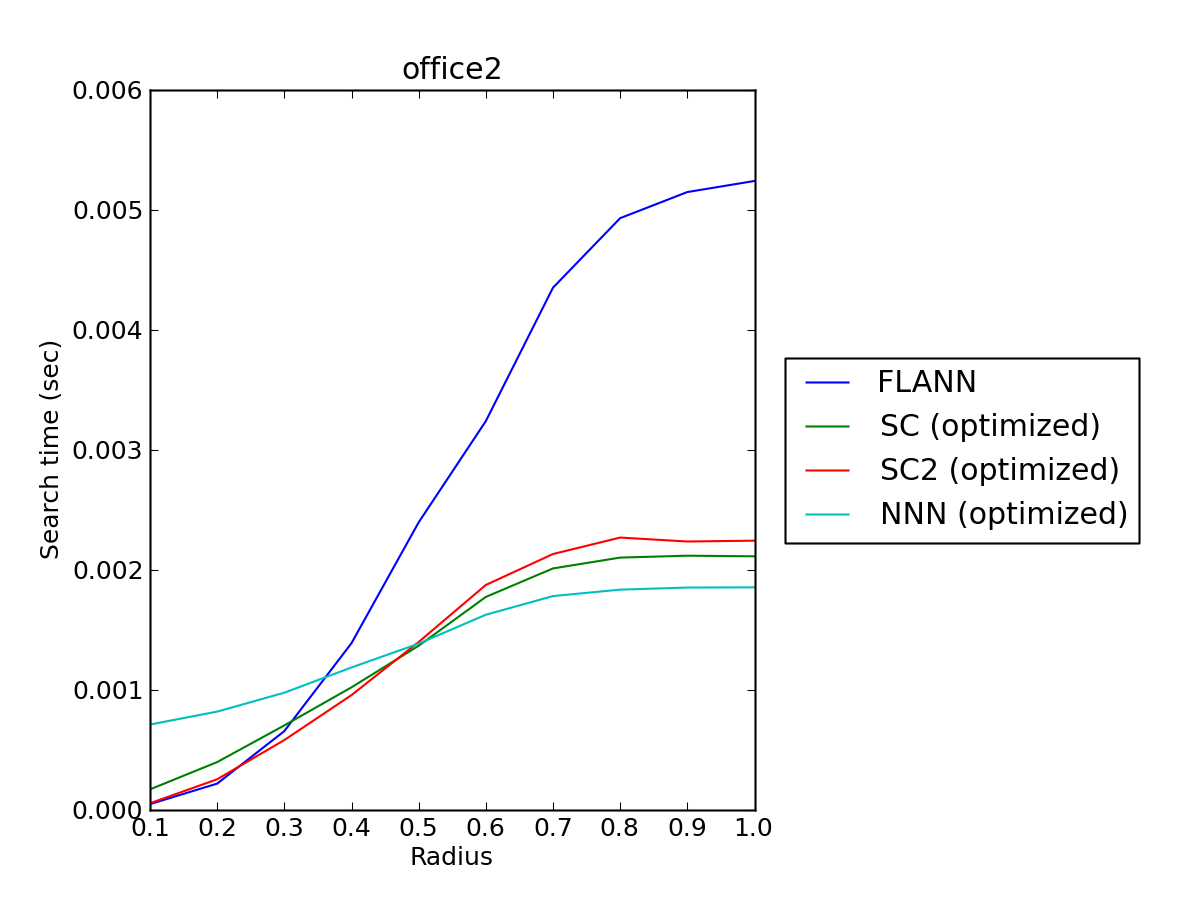 office2
0.006
0.005
0.004
0.003
0.002
0.001
0.000
Search time (sec)
0.1 0.2 0.3 0.4 0.5 0.6 0.7 0.8 0.9 1.0
Radius
FLANN
SC (optimized)
SC2 (optimized)
NNN (optimized)